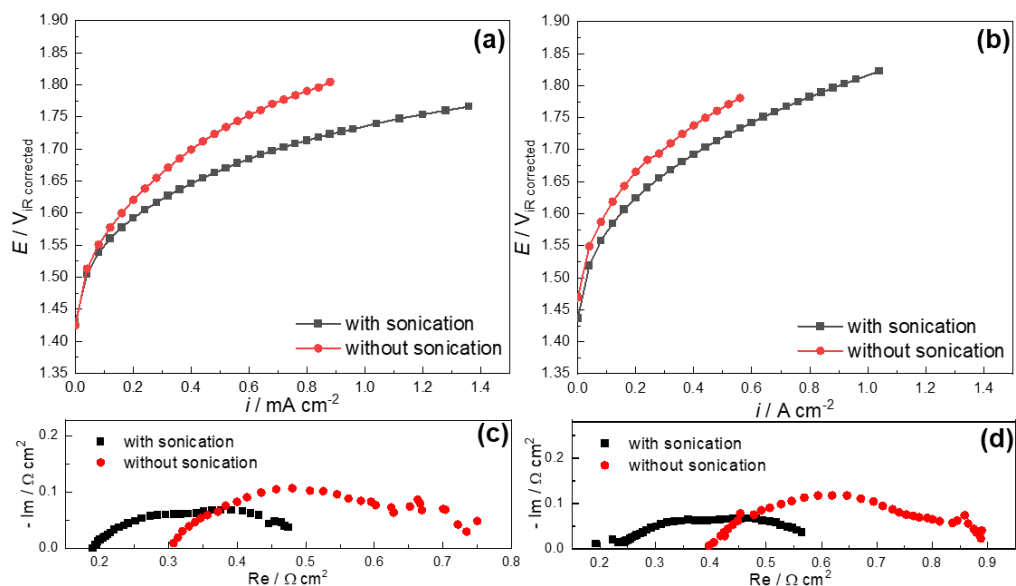 (a)
1.90
1.85
1.80
1.75
1.70
1.65
1.60
1.55
1.50
1.45
1.40
1.35
E / V iR corrected
with sonication
without sonication
0.0 0.2 0.4 0.6 0.8 1.0 1.2 1.4
i / mA cm-2
(b)
1.90
1.85
1.80
1.75
1.70
1.65
1.60
1.55
1.50
1.45
1.40
1.35
E / V iR corrected
with sonication
without sonication
0.0 0.2 0.4 0.6 0.8 1.0 1.2 1.4
i / A cm-2
(c)
with sonication
without sonication
0.2
0.1
0.0
- Im / Ω cm2
0.1 0.2 0.3 0.4 0.5 0.6 0.7 0.8
Re / Ω cm2
(d)
with sonication
without sonication
0.2
0.1
0.0
- Im / Ω cm2
0.2 0.3 0.4 0.5 0.6 0.7 0.8 0.9
Re / Ω cm2